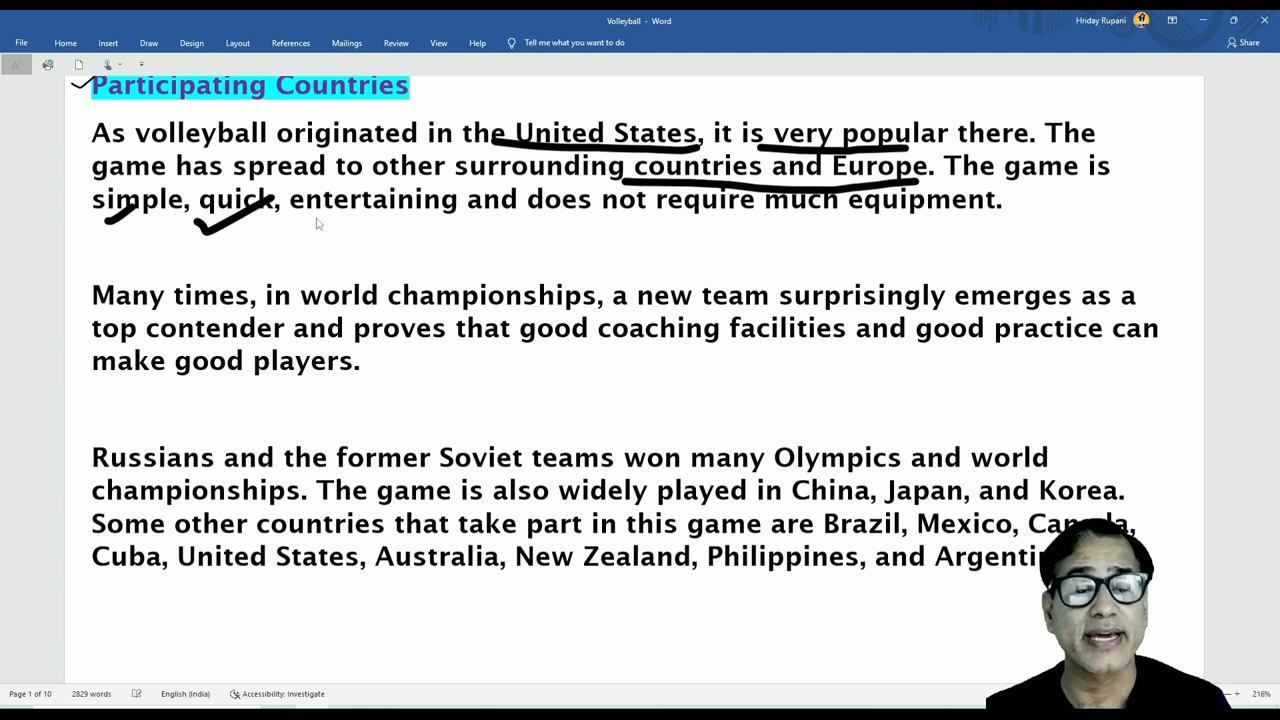 Volleyball - Word
Hriday Rupani
File Home Insert Draw Design Layout References Mailings Review View Help Tell me what you want to do Share
Participating Countries
As volleyball originated in the United States, it is very popular there. The
game has spread to other surrounding countries and Europe. The game is
simple, quick, entertaining and does not require much equipment.
Many times, in world championships, a new team surprisingly emerges as a
top contender and proves that good coaching facilities and good practice can
make good players.
Russians and the former Soviet teams won many Olympics and world
championships. The game is also widely played in China, Japan, and Korea.
Some other countries that take part in this game are Brazil, Mexico, Canada,
Cuba, United States, Australia, New Zealand, Philippines, and
Page 1 of 10 2829 words English (India) Accessibility: Investigate 216%